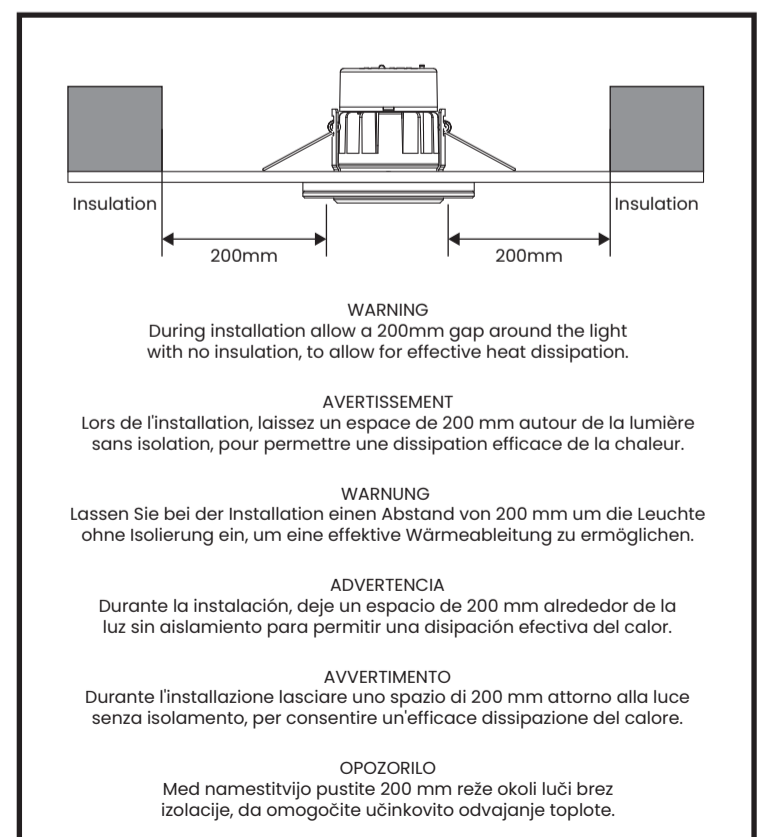 Insulation
Insulation
200mm
200mm
WARNING
During installation allow a 200mm gap around the light
with no insulation, to allow for effective heat dissipation.
AVERTISSEMENT
Lors de l'installation, laissez un espace de 200 mm autour de la lumière
sans isolation, pour permettre une dissipation efficace de la chaleur.
WARNUNG
Lassen Sie bei der Installation einen Abstand von 200 mm um die Leuchte
ohne Isolierung ein, um eine effektive Wärmeableitung zu ermöglichen.
ADVERTENCIA
Durante la instalación, deje un espacio de 200 mm alrededor de la
luz sin aislamiento para permitir una disipación efectiva del calor.
AVVERTIMENTO
Durante l'installazione lasciare uno spazio di 200 mm attorno alla luce
senza isolamento, per consentire un'efficace dissipazione del calore.
OPOZORILO
Med namestitvijo pustite 200 mm reže okoli luči brez
izolacije, da omogočite učinkovito odvajanje toplote.